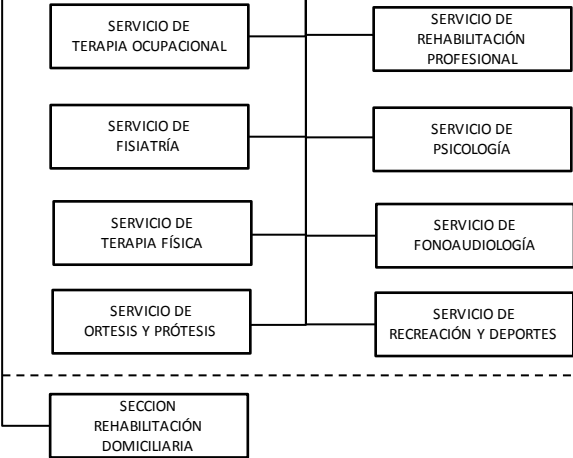 SERVICIO DE
TERAPIA OCUPACIONAL
SERVICIO DE
REHABILITACIÓN
PROFESIONAL
SERVICIO DE
FISIATRÍA
SERVICIO DE
PSICOLOGÍA
SERVICIO DE
TERAPIA FÍSICA
SERVICIO DE
FONOAUDIOLOGÍA
SERVICIO DE
ORTESIS Y PRÓTESIS
SERVICIO DE
RECREACIÓN Y DEPORTES
SECCION
REHABILITACIÓN
DOMICILIARIA